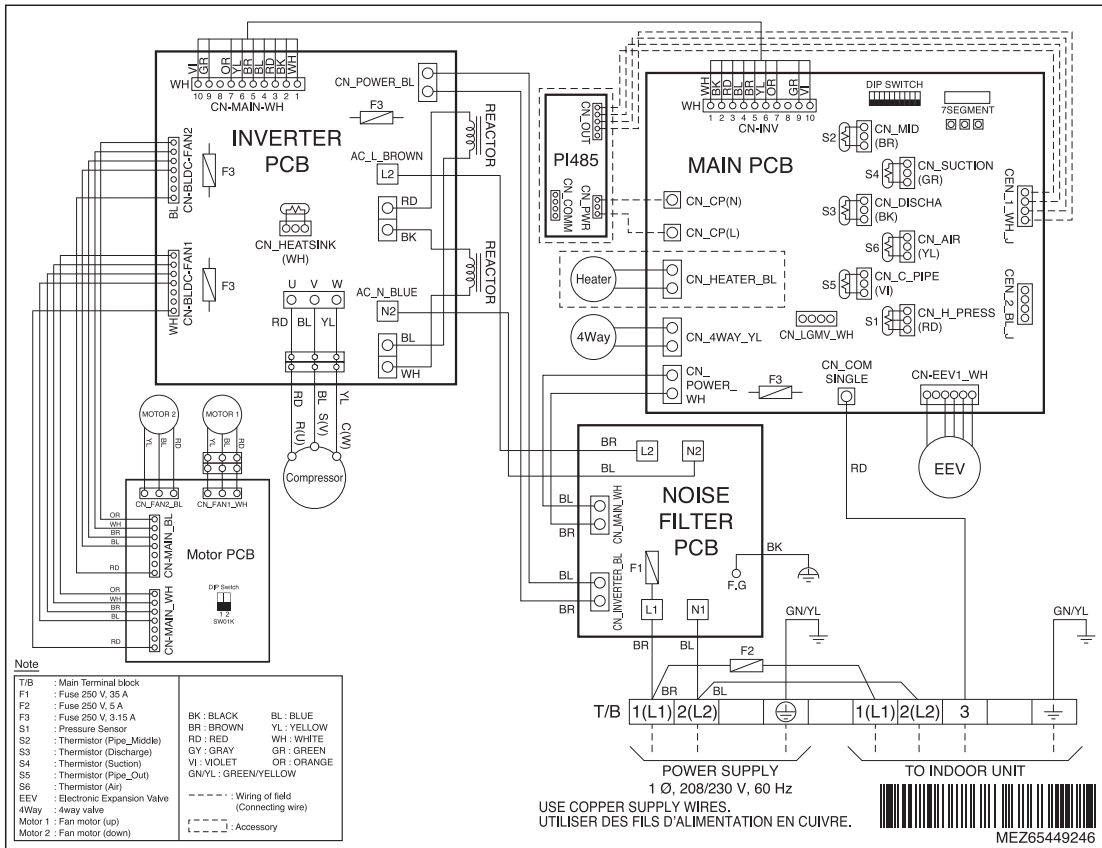 VI
GR
OR
YL
BR
BL
RD
BK
WH
WH
10 9 8 7 6 5 4 3 2 1
CN-MAIN-WH
CN_POWER_BL
F3
INVERTER
PCB
REACTOR
CN-BLDC-FAN2
F3
BL
AC_L_BROWN
L2
RD
BK
CN_HEATSINK
(WH)
REACTOR
CN-BLDC-FAN1
F3
WH
U V W
AC_N_BLUE
N2
RD BL YL
BL
WH
RD
BL
YL
R(U)
S(V)
C(W)
Compressor
MOTOR 2
MOTOR 1
YL
BL
RD
YL
BL
RD
CN_FAN2_BL
CN_FAN1_WH
OR
WH
BR
BL
RD
CN-MAIN_BL
Motor PCB
OR
WH
BR
BL
RD
CN-MAIN_WH
DIP Switch
1 2
SW01K
CN_OUT
PI485
CN_COMM
CN_PWR
WH
BK
RD
BL
BR
YL
OR
GR
VI
WH
1 2 3 4 5 6 7 8 9 10
CN-INV
DIP SWITCH
7SEGMENT
MAIN PCB
S2
CN_MID
(BR)
S4
CN_SUCTION
(GR)
S3
CN_DISCHA
(BK)
S6
CN_AIR
(YL)
S5
CN_C_PIPE
(VI)
S1
CN_H_PRESS
(RD)
CEN_1_WH_J
CEN_2_BL_J
CN_CP(N)
CN_CP(L)
Heater
CN_HEATER_BL
4Way
CN_4WAY_YL
CN_LGMV_WH
CN_
POWER_
WH
F3
CN_COM
SINGLE
CN-EEV1_WH
RD
EEV
BR
L2
N2
BL
NOISE
FILTER
PCB
BL
BR
CN_MAIN_WH
BL
BR
CN_INVERTER_BL
F1
L1
N1
F.G
BK
BR
BL
GN/YL
GN/YL
F2
BR
BL
T/B
1(L1) 2(L2)
1(L1) 2(L2) 3
POWER SUPPLY
1 Ø, 208/230 V, 60 Hz
TO INDOOR UNIT
USE COPPER SUPPLY WIRES.
UTILISER DES FILS D'ALIMENTATION EN CUIVRE.
MEZ65449246
Note
T/B : Main Terminal block
F1 : Fuse 250 V, 35 A
F2 : Fuse 250 V, 5 A
F3 : Fuse 250 V, 3.15 A
S1 : Pressure Sensor
S2 : Thermistor (Pipe_Middle)
S3 : Thermistor (Discharge)
S4 : Thermistor (Suction)
S5 : Thermistor (Pipe_Out)
S6 : Thermistor (Air)
EEV : Electronic Expansion Valve
4Way : 4way valve
Motor 1 : Fan motor (up)
Motor 2 : Fan motor (down)
BK : BLACK BL : BLUE
BR : BROWN YL : YELLOW
RD : RED WH : WHITE
GY : GRAY GR : GREEN
VI : VIOLET OR : ORANGE
GN/YL : GREEN/YELLOW
: Wiring of field
(Connecting wire)
: Accessory